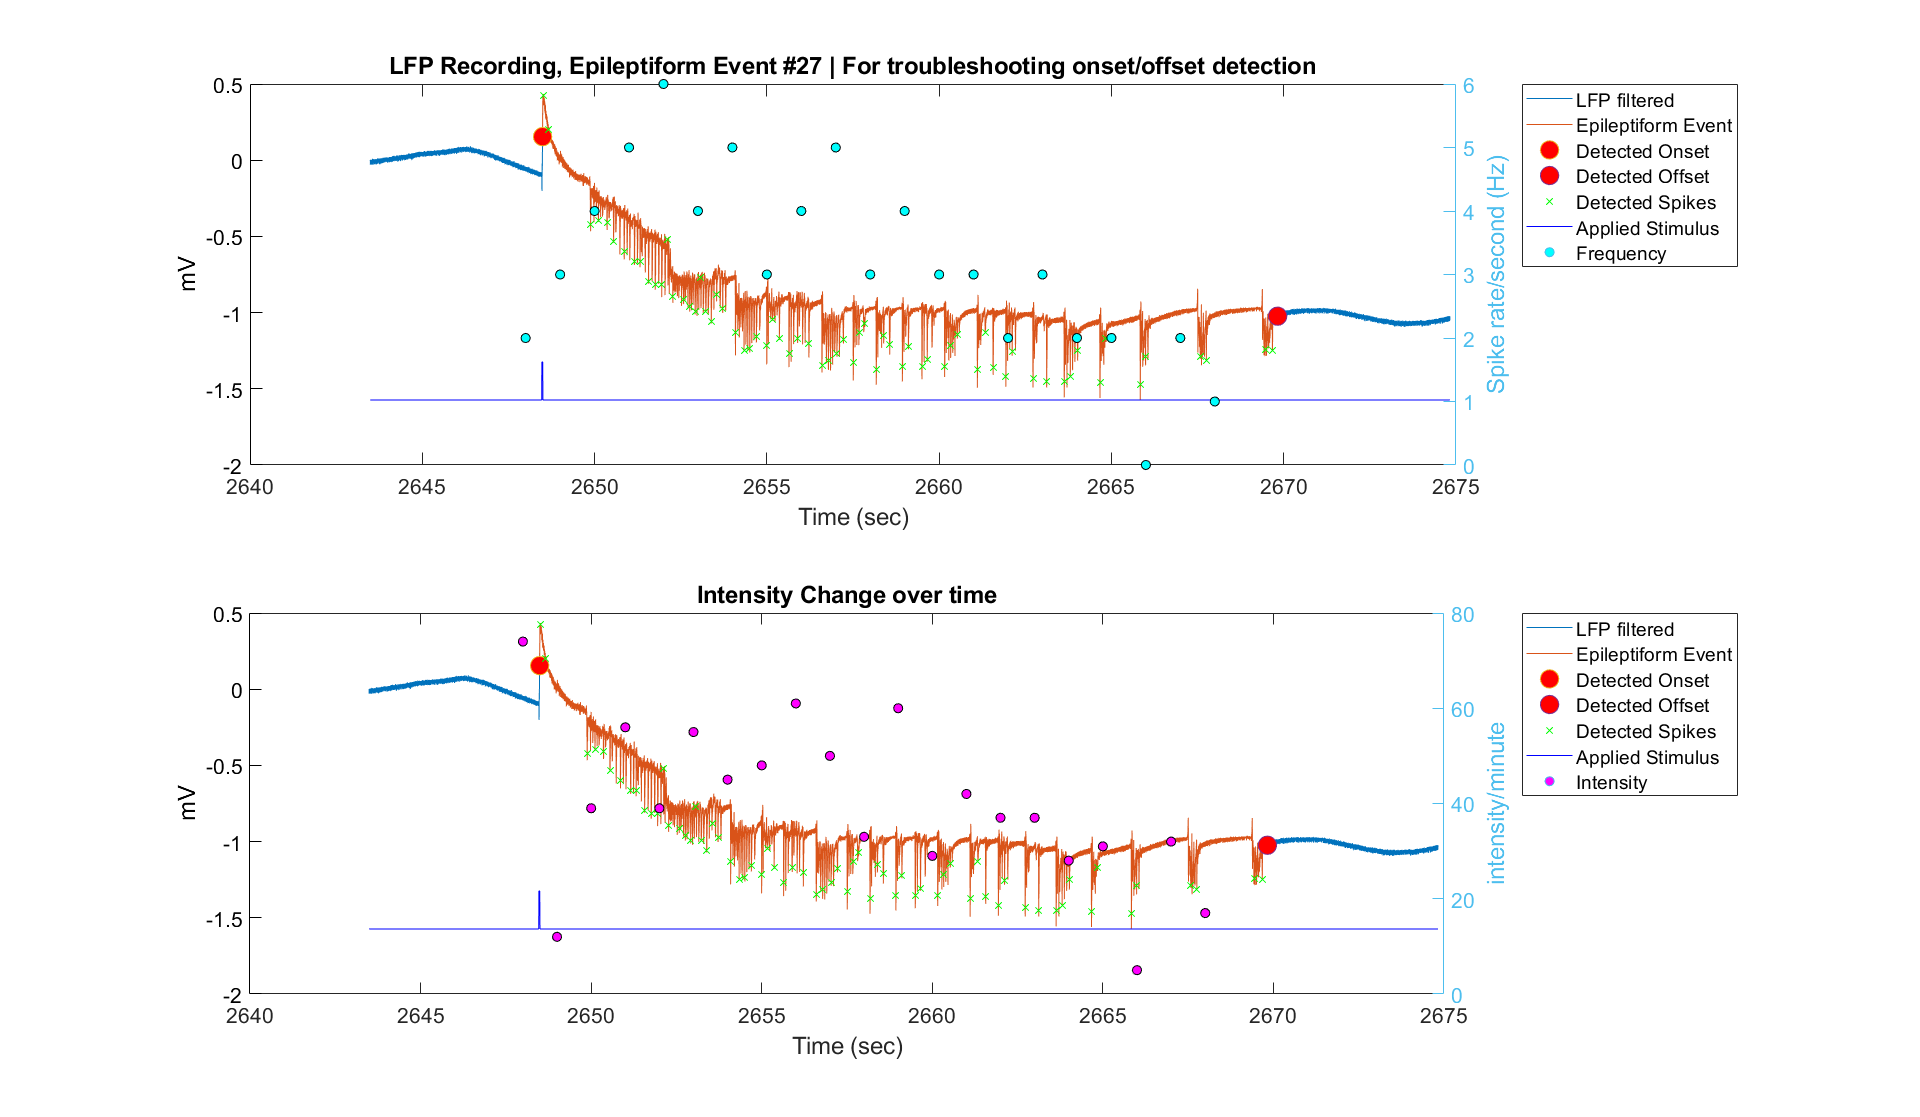 LFP Recording, Epileptiform Event #27 | For troubleshooting onset/offset detection
0.5
0
-0.5
-1
-1.5
-2
mV
2640 2645 2650 2655 2660 2665 2670 2675
Time (sec)
6
5
4
3
2
1
0
Spike rate/second (Hz)
LFP filtered
Epileptiform Event
Detected Onset
Detected Offset
Detected Spikes
Applied Stimulus
Frequency
Intensity Change over time
0.5
0
-0.5
-1
-1.5
-2
mV
2640 2645 2650 2655 2660 2665 2670 2675
Time (sec)
80
60
40
20
0
intensity/minute
LFP filtered
Epileptiform Event
Detected Onset
Detected Offset
Detected Spikes
Applied Stimulus
Intensity